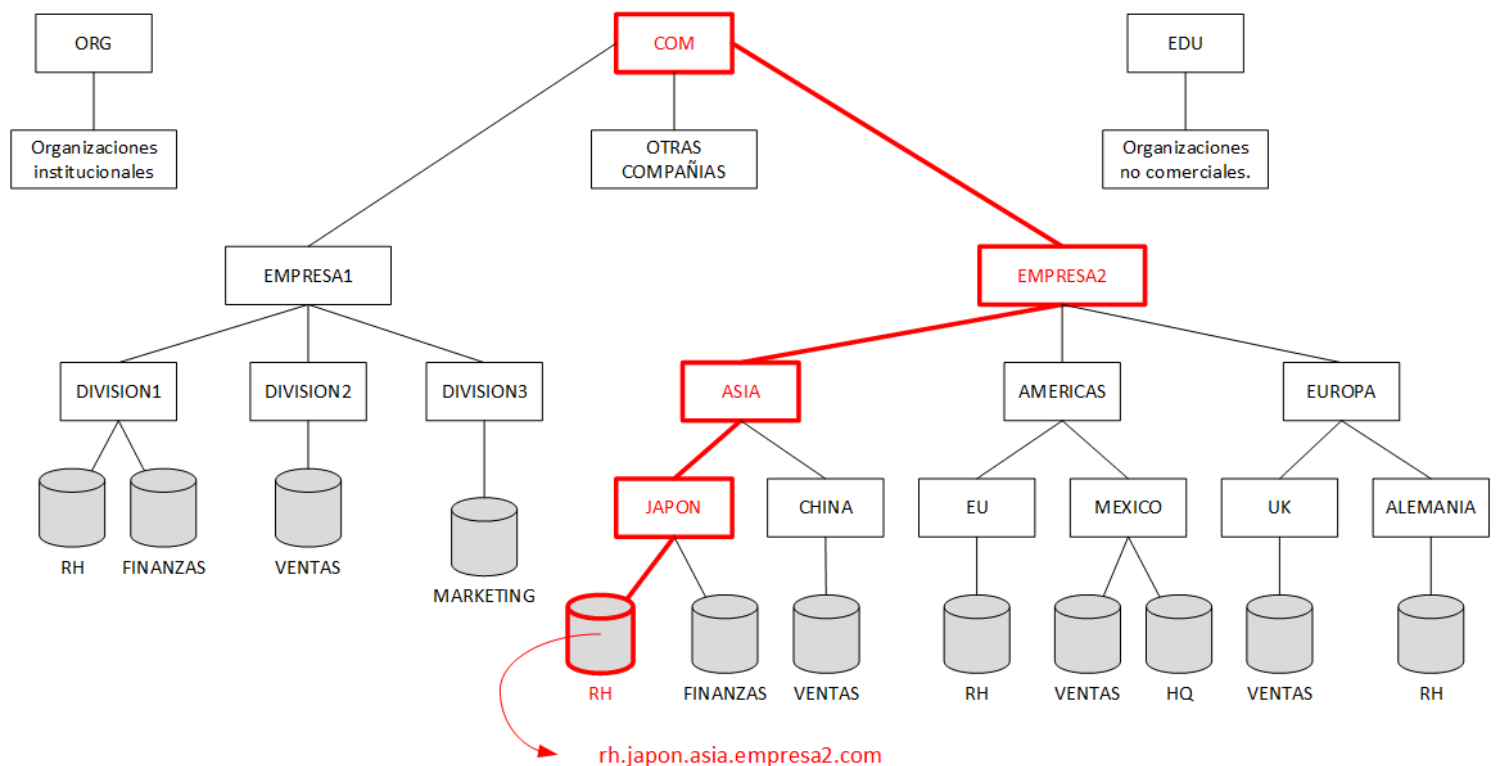 ORG
COM
EDU
Organizaciones
institucionales
OTRAS
COMPAÑIAS
Organizaciones
no comerciales.
EMPRESA1
EMPRESA2
DIVISION1
DIVISION2
DIVISION3
ASIA
AMERICAS
EUROPA
RH
FINANZAS
VENTAS
MARKETING
JAPON
CHINA
EU
MEXICO
UK
ALEMANIA
RH
FINANZAS
VENTAS
RH
VENTAS
HQ
VENTAS
RH
rh.japon.asia.empresa2.com